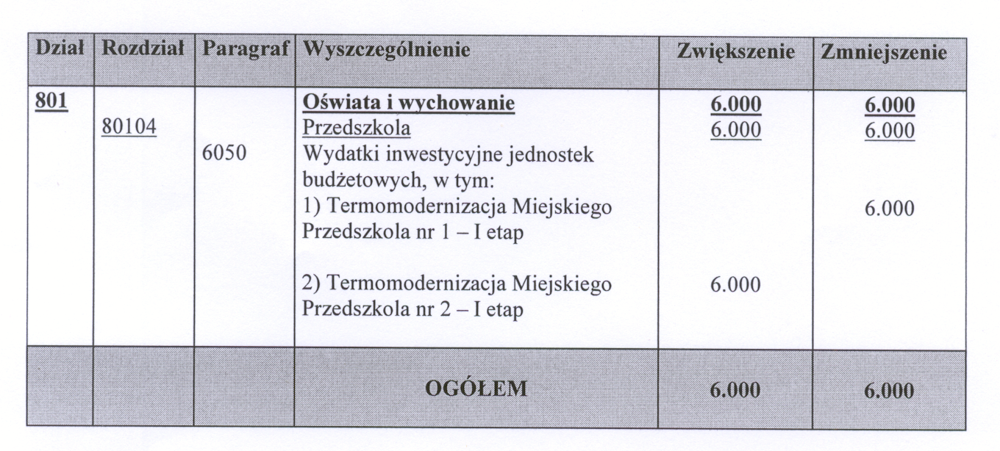 Dział Rozdział Paragraf Wyszczególnienie Zwiększenie Zmniejszenie
801 Oświata i wychowanie 6.000 6.000
80104 Przedszkola 6.000 6.000
6050 Wydatki inwestycyjne jednostek
budżetowych, w tym:
1) Termomodernizacja Miejskiego 6.000
Przedszkola nr 1 – I etap
2) Termomodernizacja Miejskiego 6.000
Przedszkola nr 2 – I etap
OGÓŁEM 6.000 6.000